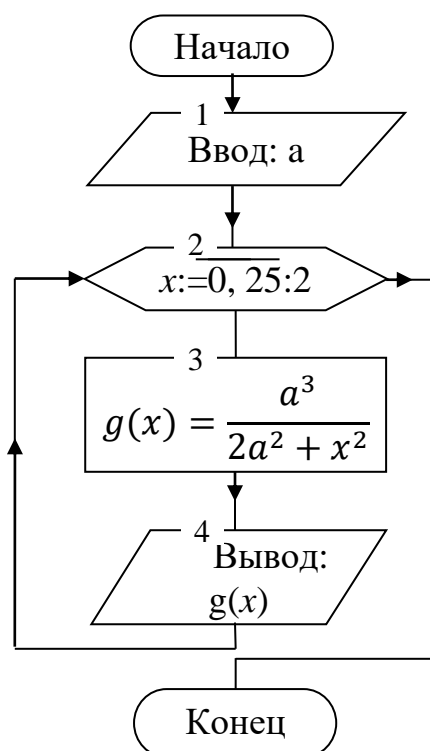 Начало
1
Ввод: a
2
x:=0, 25:2
3
g(x) = a³ / (2a² + x²)
4
Вывод:
g(x)
Конец